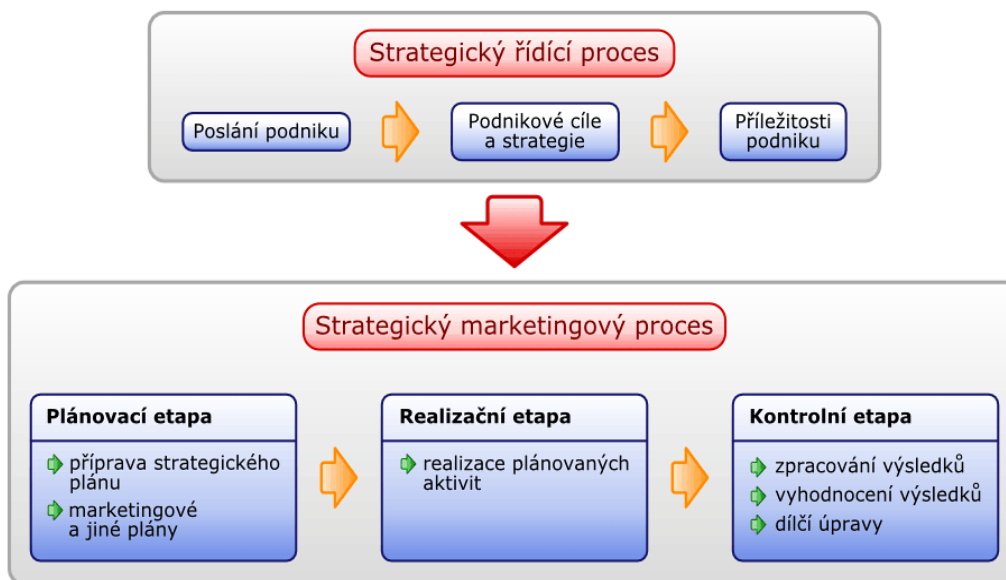 Strategický řídící proces
Poslání podniku
Podnikové cíle
a strategie
Příležitosti
podniku
Strategický marketingový proces
Plánovací etapa
příprava strategického
plánu
marketingové
a jiné plány
Realizační etapa
realizace plánovaných
aktivit
Kontrolní etapa
zpracování výsledků
vyhodnocení výsledků
dílčí úpravy